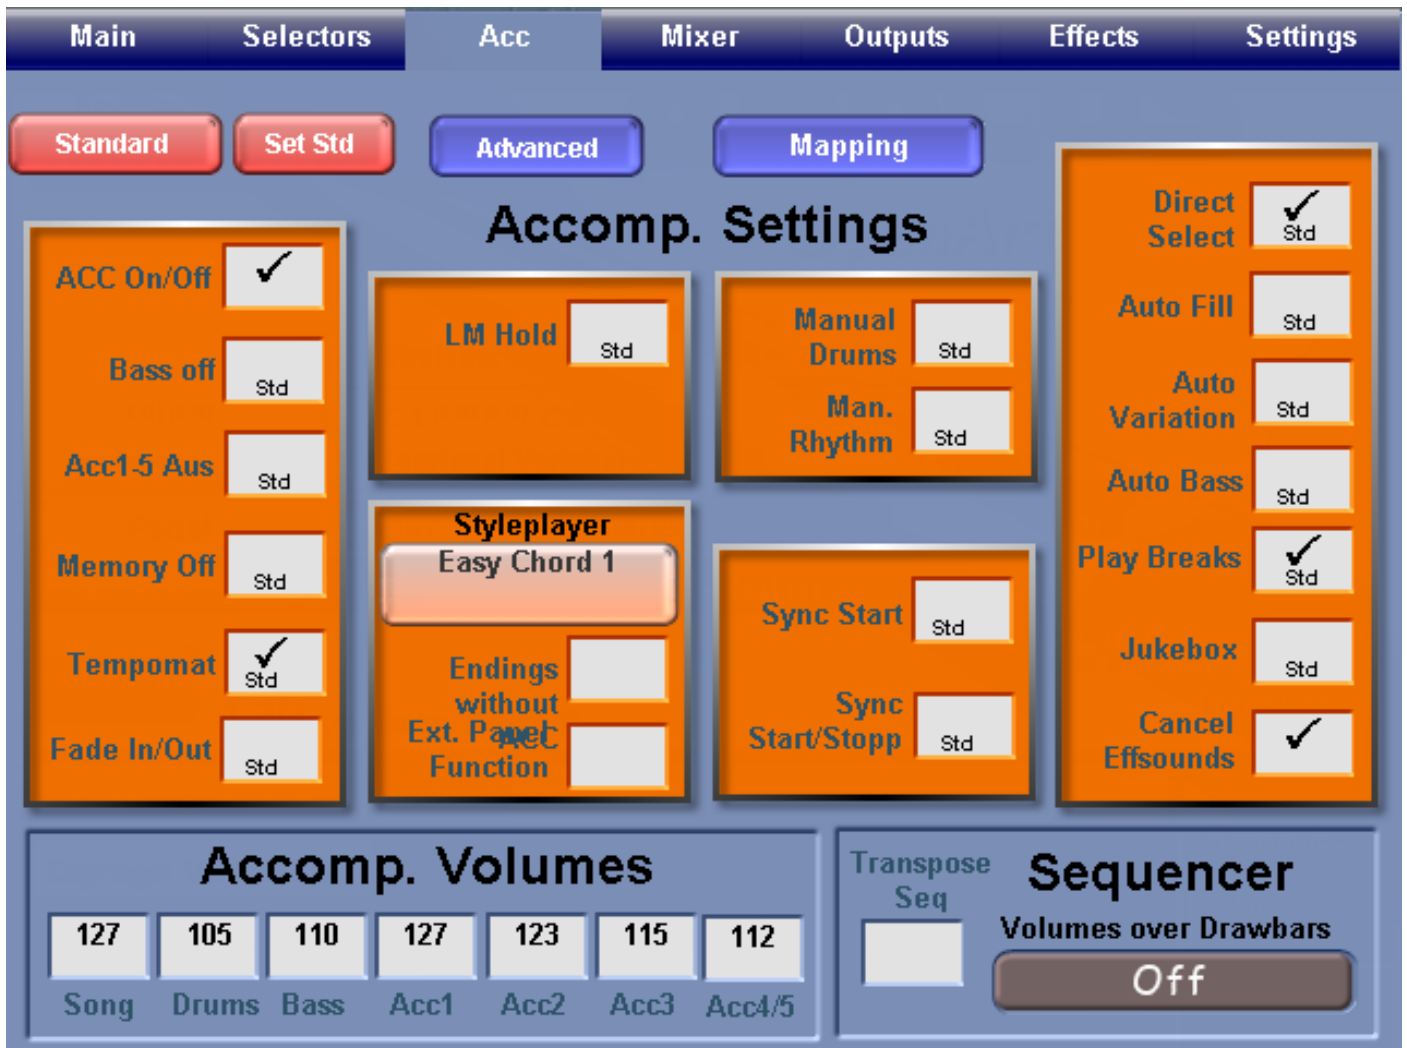 Main Selectors Acc Mixer Outputs Effects Settings
Standard Set Std Advanced Mapping
Accomp. Settings
ACC On/Off
Bass off
Std
Acc1-5 Aus
Std
Memory Off
Std
Tempomat
Std
Fade In/Out
Std
LM Hold
Std
Styleplayer
Easy Chord 1
Endings
without
ACC
Ext. Panel
Function
Manual
Drums
Std
Man.
Rhythm
Std
Sync Start
Std
Sync
Start/Stopp
Std
Direct
Select
Std
Auto Fill
Std
Auto
Variation
Std
Auto Bass
Std
Play Breaks
Std
Jukebox
Std
Cancel
Effsounds
Accomp. Volumes
127 105 110 127 123 115 112
Song Drums Bass Acc1 Acc2 Acc3 Acc4/5
Transpose
Seq
Sequencer
Volumes over Drawbars
Off